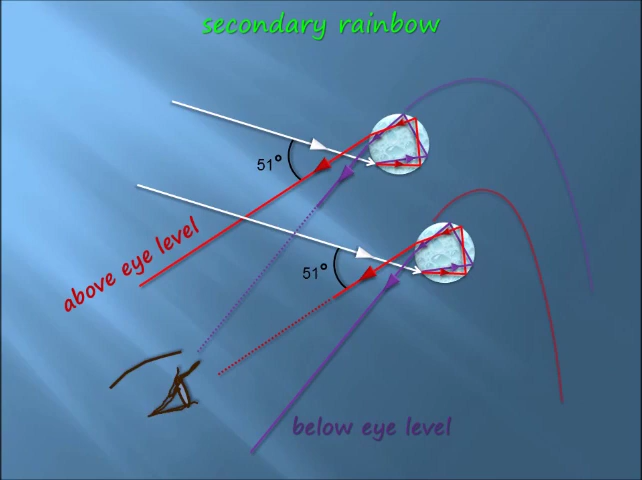 secondary rainbow
51°
51°
above eye level
below eye level